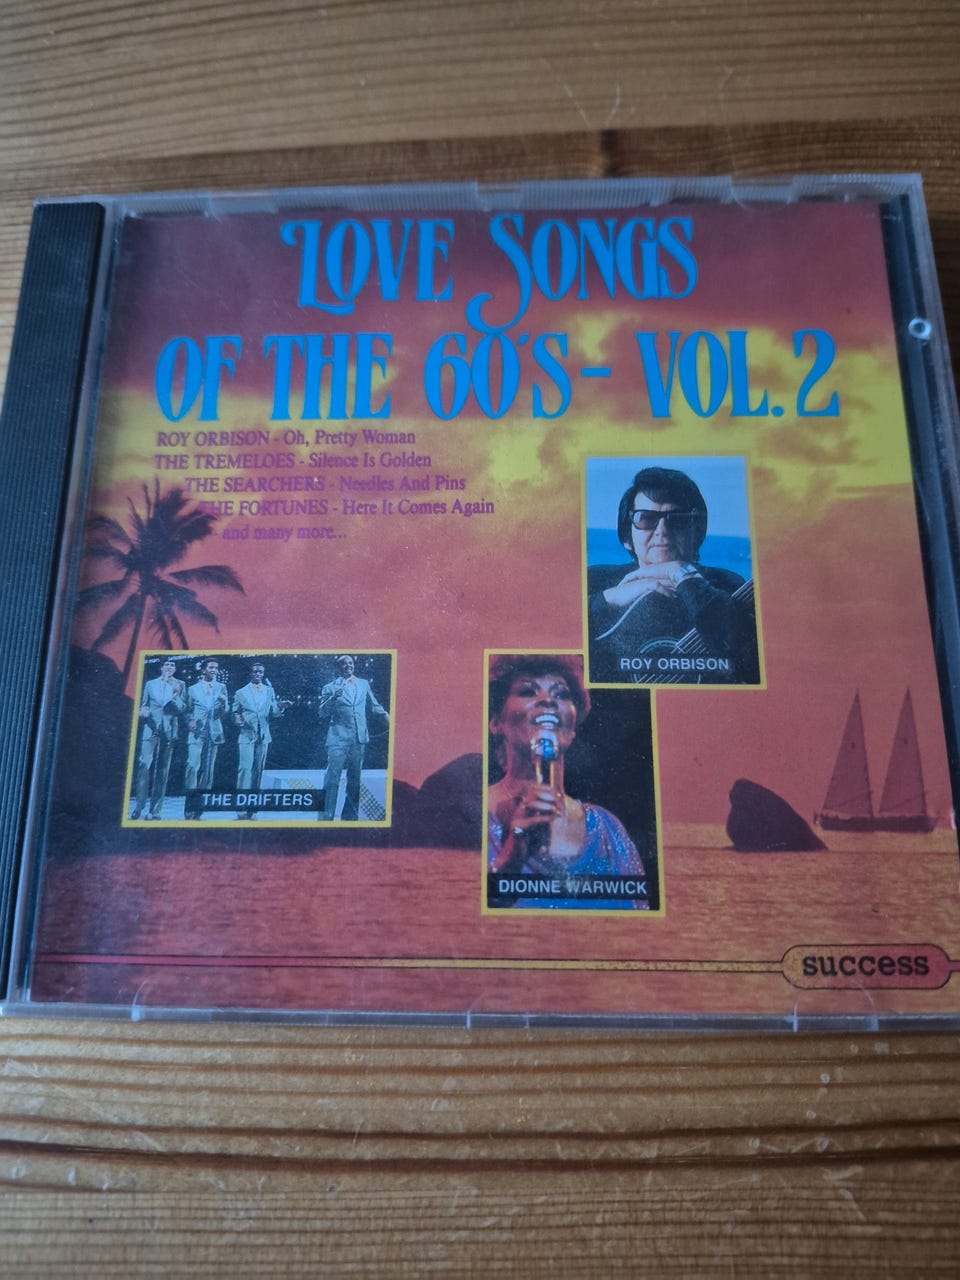 LOVE SONGS
OF THE 60'S - VOL. 2
ROY ORBISON - Oh, Pretty Woman
THE TREMELOES - Silence Is Golden
THE SEARCHERS - Needles And Pins
THE FORTUNES - Here It Comes Again
and many more...
ROY ORBISON
THE DRIFTERS
DIONNE WARWICK
success